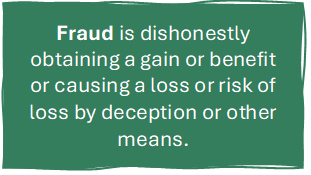 Fraud is dishonestly
obtaining a gain or benefit
or causing a loss or risk of
loss by deception or other
means.